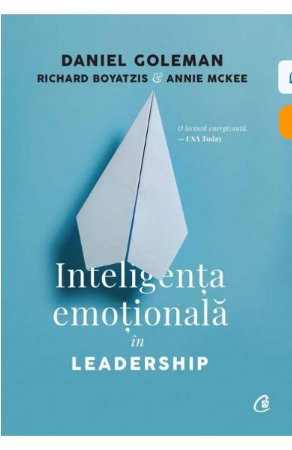 DANIEL GOLEMAN
RICHARD BOYATZIS & ANNIE MCKEE
O lectură energizantă.
— USA Today
Inteligența
emoțională
în
LEADERSHIP